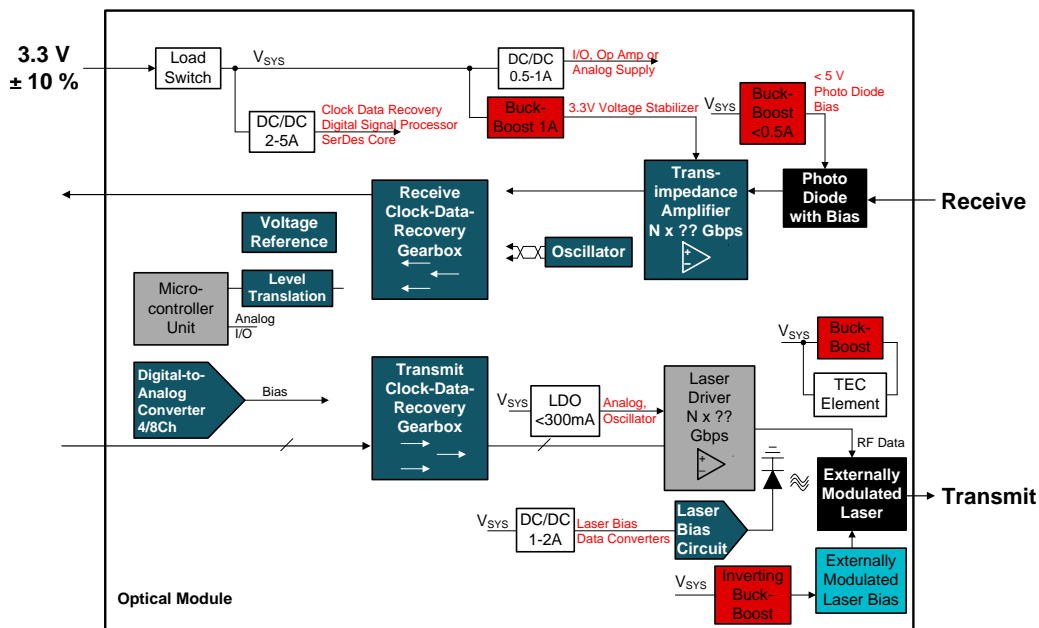 3.3 V
± 10 %
Load
Switch
VSYS
DC/DC
0.5-1A
I/O, Op Amp or
Analog Supply
DC/DC
2-5A
Clock Data Recovery
Digital Signal Processor
SerDes Core
Buck-
Boost 1A
3.3V Voltage Stabilizer
VSYS
Buck-
Boost
<0.5A
< 5 V
Photo Diode
Bias
Receive
Clock-Data-
Recovery
Gearbox
Voltage
Reference
Oscillator
Trans-
impedance
Amplifier
N x ?? Gbps
+
−
Photo
Diode
with Bias
Receive
Micro-
controller
Unit
Level
Translation
Analog
I/O
VSYS
Buck-
Boost
TEC
Element
Digital-to-
Analog
Converter
4/8Ch
Bias
Transmit
Clock-Data-
Recovery
Gearbox
VSYS
LDO
<300mA
Analog,
Oscillator
Laser
Driver
N x ??
Gbps
+
−
RF Data
Externally
Modulated
Laser
Transmit
VSYS
DC/DC
1-2A
Laser Bias
Data Converters
Laser
Bias
Circuit
VSYS
Inverting
Buck-
Boost
Externally
Modulated
Laser Bias
Optical Module